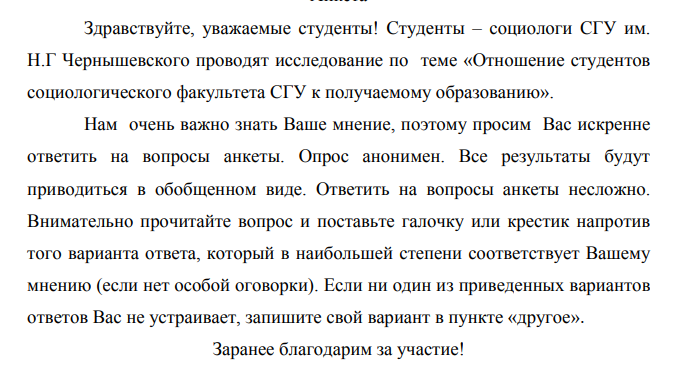 Анкета
Здравствуйте, уважаемые студенты! Студенты – социологи СГУ им.
Н.Г Чернышевского проводят исследование по теме «Отношение студентов
социологического факультета СГУ к получаемому образованию».
Нам очень важно знать Ваше мнение, поэтому просим Вас искренне
ответить на вопросы анкеты. Опрос анонимен. Все результаты будут
приводиться в обобщенном виде. Ответить на вопросы анкеты несложно.
Внимательно прочитайте вопрос и поставьте галочку или крестик напротив
того варианта ответа, который в наибольшей степени соответствует Вашему
мнению (если нет особой оговорки). Если ни один из приведенных вариантов
ответов Вас не устраивает, запишите свой вариант в пункте «другое».
Заранее благодарим за участие!